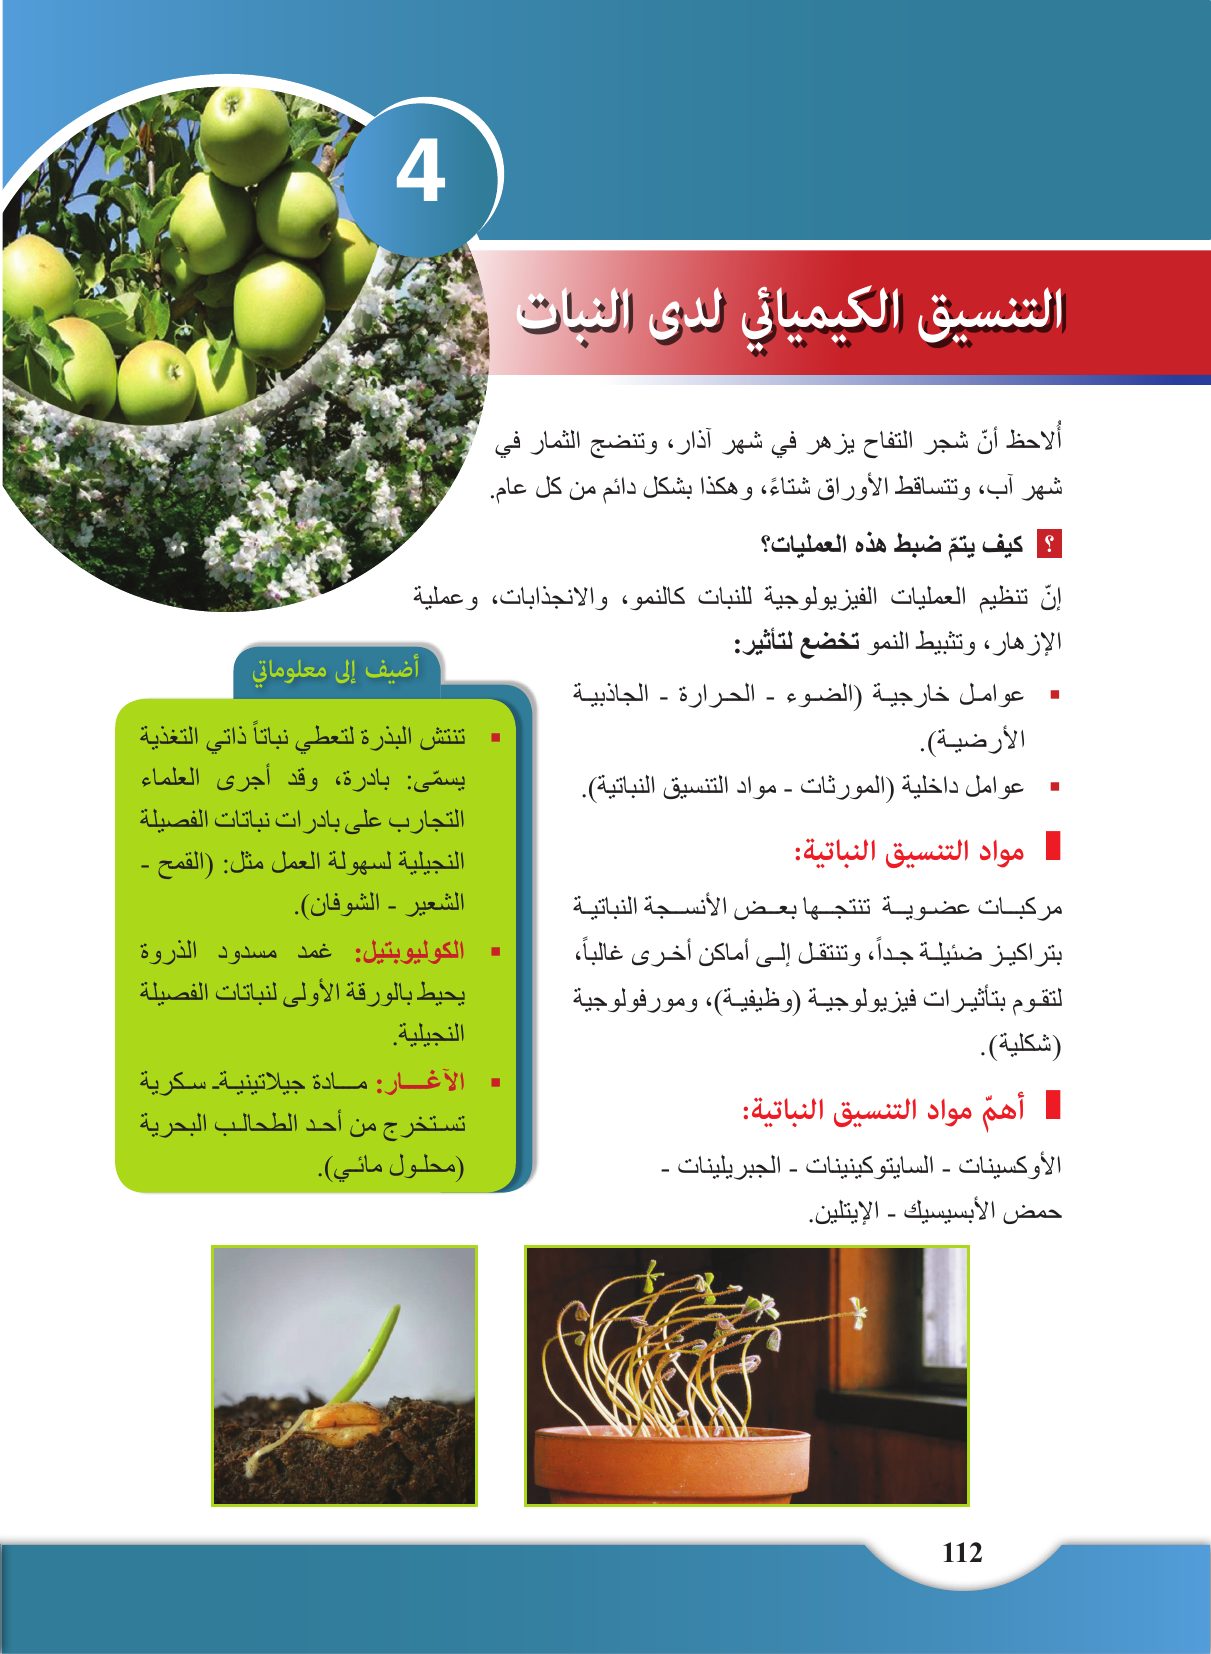 4
التنسيق الكيميائي لدى النبات
أُلاحظ أنّ شجر التفاح يزهر في شهر آذار، وتنضج الثمار في
شهر آب، وتتساقط الأوراق شتاءً، وهكذا بشكل دائم من كل عام.
؟ كيف يتمّ ضبط هذه العمليات؟
إنّ تنظيم العمليات الفيزيولوجية للنبات كالنمو، والانجذابات، وعملية
الإزهار، وتثبيط النمو تخضع لتأثير:
▪ عوامل خارجية (الضوء - الحرارة - الجاذبية
الأرضية).
▪ عوامل داخلية (المورثات - مواد التنسيق النباتية).
مواد التنسيق النباتية:
مركبات عضوية تنتجها بعض الأنسجة النباتية
بتراكيز ضئيلة جداً، وتنتقل إلى أماكن أخرى غالباً،
لتقوم بتأثيرات فيزيولوجية (وظيفية)، ومورفولوجية
(شكلية).
أهمّ مواد التنسيق النباتية:
الأوكسينات - السايتوكينينات - الجبريلينات -
حمض الأبسيسيك - الإيتلين.
أضيف إلى معلوماتي
▪ تنتش البذرة لتعطي نباتاً ذاتي التغذية
يسمّى: بادرة، وقد أجرى العلماء
التجارب على بادرات نباتات الفصيلة
النجيلية لسهولة العمل مثل: (القمح -
الشعير - الشوفان).
▪ الكوليوبتيل: غمد مسدود الذروة
يحيط بالورقة الأولى لنباتات الفصيلة
النجيلية.
▪ الآغار: مادة جيلاتينية- سكرية
تستخرج من أحد الطحالب البحرية
(محلول مائي).
112